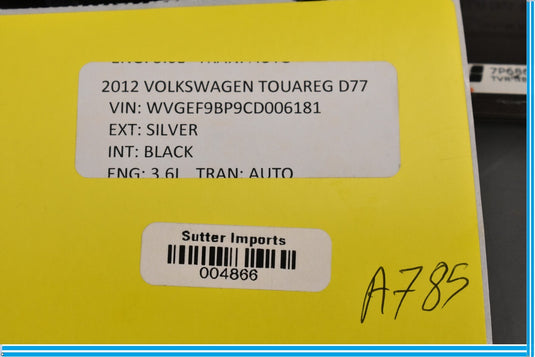 2012 VOLKSWAGEN TOUAREG D77
VIN: WVGEF9BP9CD006181
EXT: SILVER
INT: BLACK
ENG: 3.6L TRAN: AUTO
Sutter Imports
004866
A785